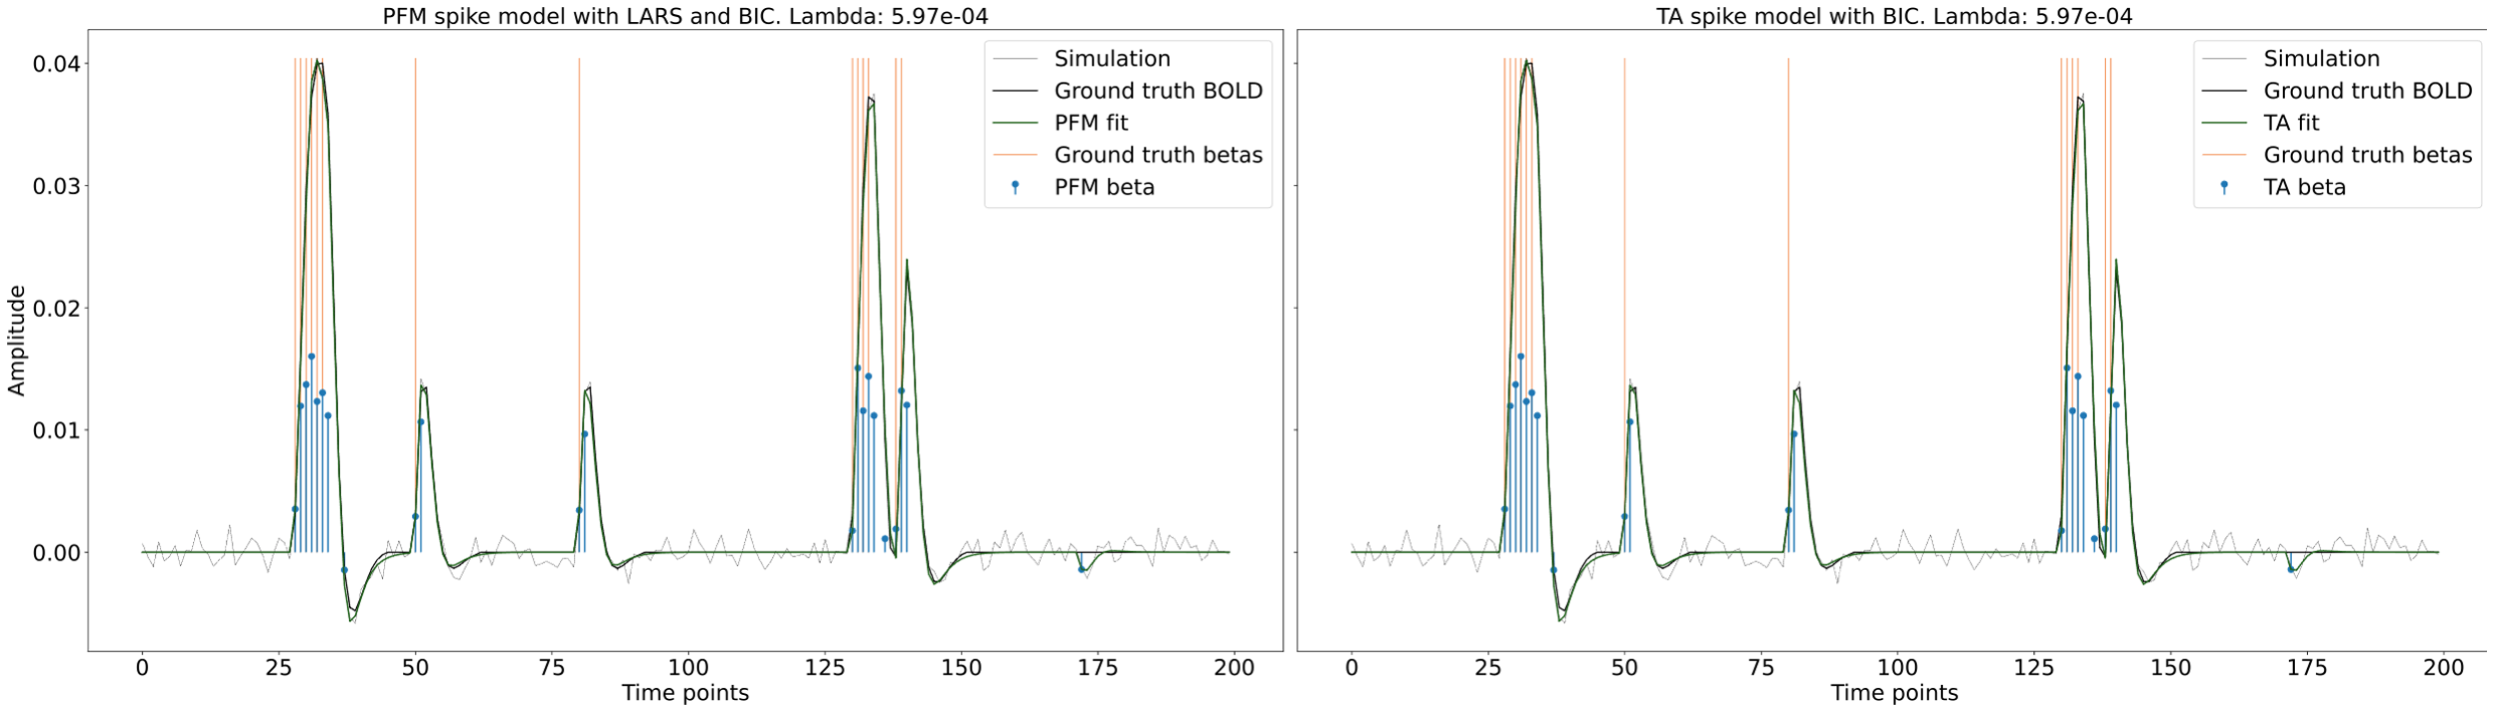 PFM spike model with LARS and BIC. Lambda: 5.97e-04
Simulation
Ground truth BOLD
PFM fit
Ground truth betas
PFM beta
0.04
0.03
0.02
0.01
0.00
Amplitude
0 25 50 75 100 125 150 175 200
Time points
TA spike model with BIC. Lambda: 5.97e-04
Simulation
Ground truth BOLD
TA fit
Ground truth betas
TA beta
0 25 50 75 100 125 150 175 200
Time points